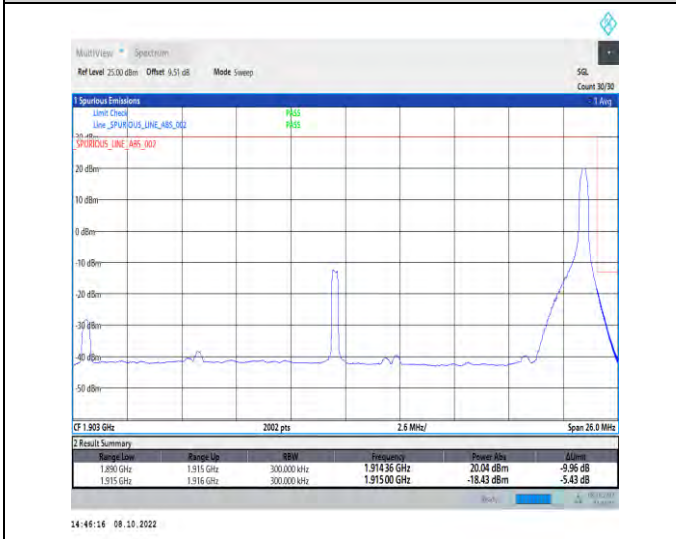 MultiView Spectrum
Ref Level 25.00 dBm Offset 9.51 dB Mode Sweep SGL
Count 30/30
1 Spurious Emissions 1 Avg
Limit Check PASS
Line _SPURIOUS_LINE_ABS_002 PASS
_SPURIOUS_LINE_ABS_002
20 dBm
10 dBm
0 dBm
-10 dBm
-20 dBm
-30 dBm
-40 dBm
-50 dBm
CF 1.903 GHz 2002 pts 2.6 MHz/ Span 26.0 MHz
2 Result Summary
Range Low Range Up RBW Frequency Power Abs ΔLimit
1.890 GHz 1.915 GHz 300.000 kHz 1.914 36 GHz 20.04 dBm -9.96 dB
1.915 GHz 1.916 GHz 300.000 kHz 1.915 00 GHz -18.43 dBm -5.43 dB
14:46:16 08.10.2022